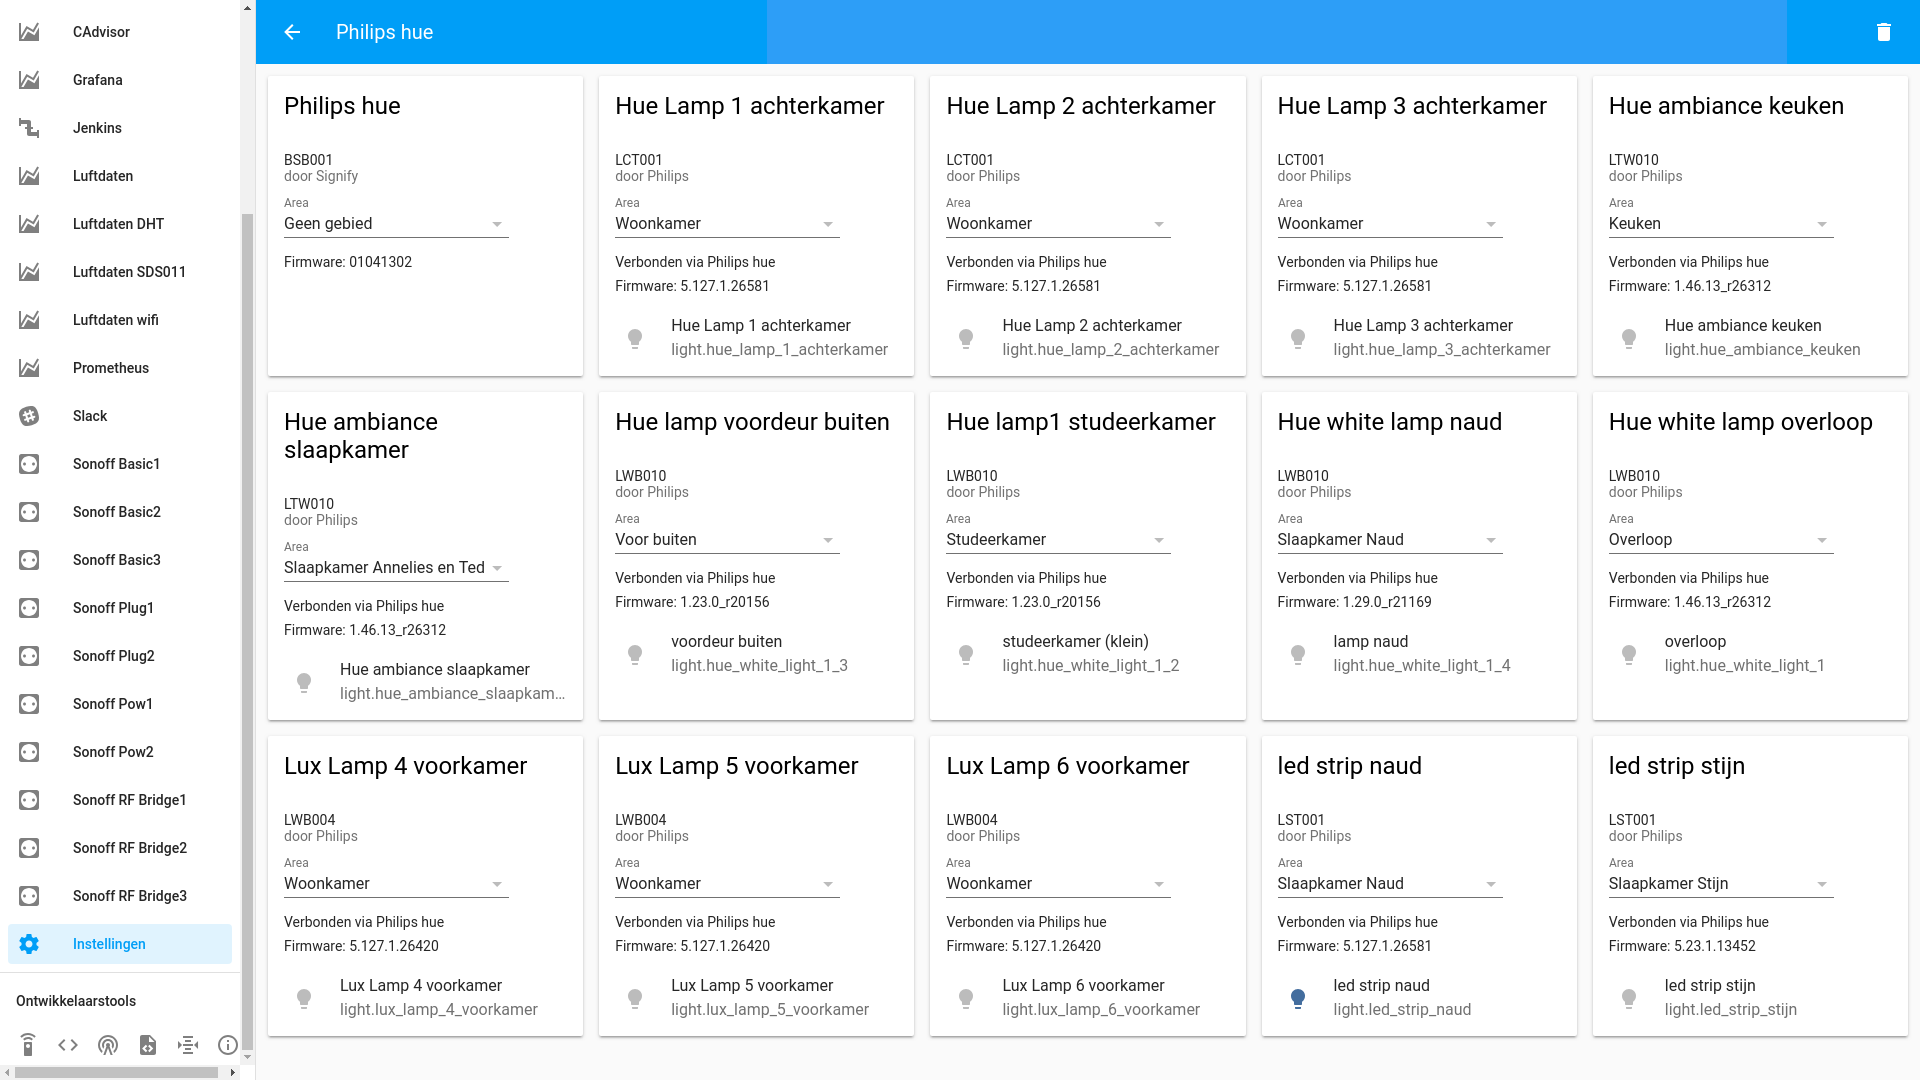 CAdvisor
Grafana
Jenkins
Luftdaten
Luftdaten DHT
Luftdaten SDS011
Luftdaten wifi
Prometheus
Slack
Sonoff Basic1
Sonoff Basic2
Sonoff Basic3
Sonoff Plug1
Sonoff Plug2
Sonoff Pow1
Sonoff Pow2
Sonoff RF Bridge1
Sonoff RF Bridge2
Sonoff RF Bridge3
Instellingen
Ontwikkelaarstools
Philips hue
Philips hue
BSB001
door Signify
Area
Geen gebied
Firmware: 01041302
Hue Lamp 1 achterkamer
LCT001
door Philips
Area
Woonkamer
Verbonden via Philips hue
Firmware: 5.127.1.26581
Hue Lamp 1 achterkamer
light.hue_lamp_1_achterkamer
Hue Lamp 2 achterkamer
LCT001
door Philips
Area
Woonkamer
Verbonden via Philips hue
Firmware: 5.127.1.26581
Hue Lamp 2 achterkamer
light.hue_lamp_2_achterkamer
Hue Lamp 3 achterkamer
LCT001
door Philips
Area
Woonkamer
Verbonden via Philips hue
Firmware: 5.127.1.26581
Hue Lamp 3 achterkamer
light.hue_lamp_3_achterkamer
Hue ambiance keuken
LTW010
door Philips
Area
Keuken
Verbonden via Philips hue
Firmware: 1.46.13_r26312
Hue ambiance keuken
light.hue_ambiance_keuken
Hue ambiance
slaapkamer
LTW010
door Philips
Area
Slaapkamer Annelies en Ted
Verbonden via Philips hue
Firmware: 1.46.13_r26312
Hue ambiance slaapkamer
light.hue_ambiance_slaapkam...
Hue lamp voordeur buiten
LWB010
door Philips
Area
Voor buiten
Verbonden via Philips hue
Firmware: 1.23.0_r20156
voordeur buiten
light.hue_white_light_1_3
Hue lamp1 studeerkamer
LWB010
door Philips
Area
Studeerkamer
Verbonden via Philips hue
Firmware: 1.23.0_r20156
studeerkamer (klein)
light.hue_white_light_1_2
Hue white lamp naud
LWB010
door Philips
Area
Slaapkamer Naud
Verbonden via Philips hue
Firmware: 1.29.0_r21169
lamp naud
light.hue_white_light_1_4
Hue white lamp overloop
LWB010
door Philips
Area
Overloop
Verbonden via Philips hue
Firmware: 1.46.13_r26312
overloop
light.hue_white_light_1
Lux Lamp 4 voorkamer
LWB004
door Philips
Area
Woonkamer
Verbonden via Philips hue
Firmware: 5.127.1.26420
Lux Lamp 4 voorkamer
light.lux_lamp_4_voorkamer
Lux Lamp 5 voorkamer
LWB004
door Philips
Area
Woonkamer
Verbonden via Philips hue
Firmware: 5.127.1.26420
Lux Lamp 5 voorkamer
light.lux_lamp_5_voorkamer
Lux Lamp 6 voorkamer
LWB004
door Philips
Area
Woonkamer
Verbonden via Philips hue
Firmware: 5.127.1.26420
Lux Lamp 6 voorkamer
light.lux_lamp_6_voorkamer
led strip naud
LST001
door Philips
Area
Slaapkamer Naud
Verbonden via Philips hue
Firmware: 5.127.1.26581
led strip naud
light.led_strip_naud
led strip stijn
LST001
door Philips
Area
Slaapkamer Stijn
Verbonden via Philips hue
Firmware: 5.23.1.13452
led strip stijn
light.led_strip_stijn